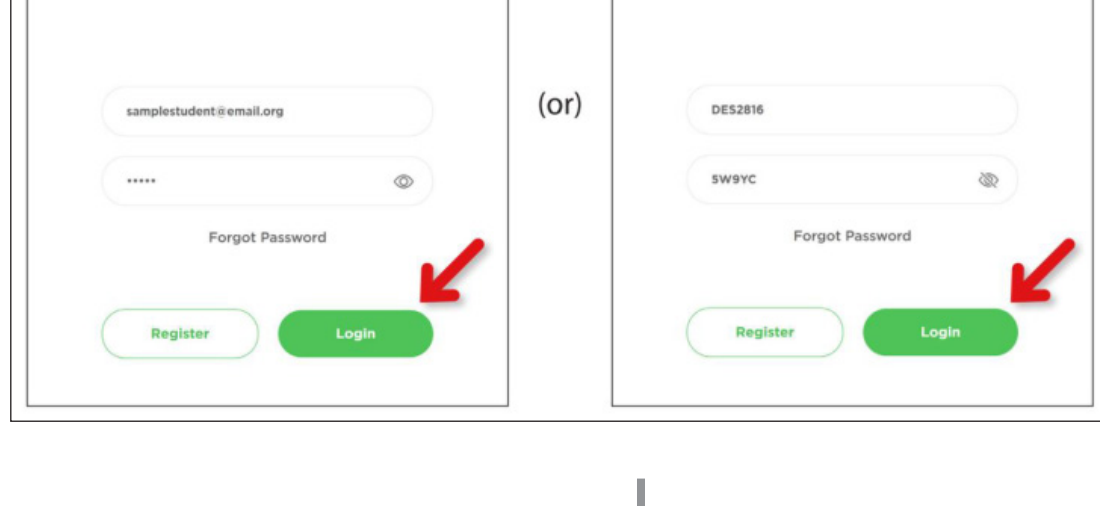 samplestudent@email.org
•••••
Forgot Password
Register
Login
(or)
DES2816
5W9YC
Forgot Password
Register
Login